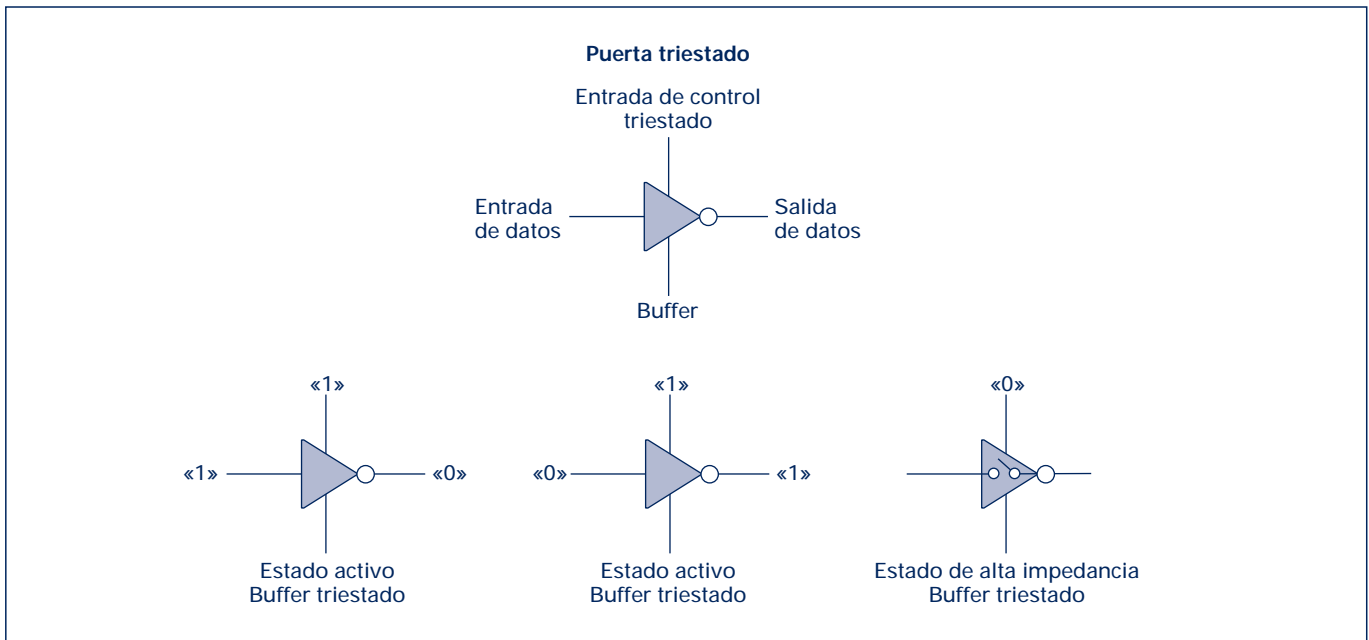 Puerta triestado
Entrada de control
triestado
Entrada
de datos
Salida
de datos
Buffer
«1»
«1»
«0»
Estado activo
Buffer triestado
«1»
«0»
«1»
Estado activo
Buffer triestado
«0»
Estado de alta impedancia
Buffer triestado